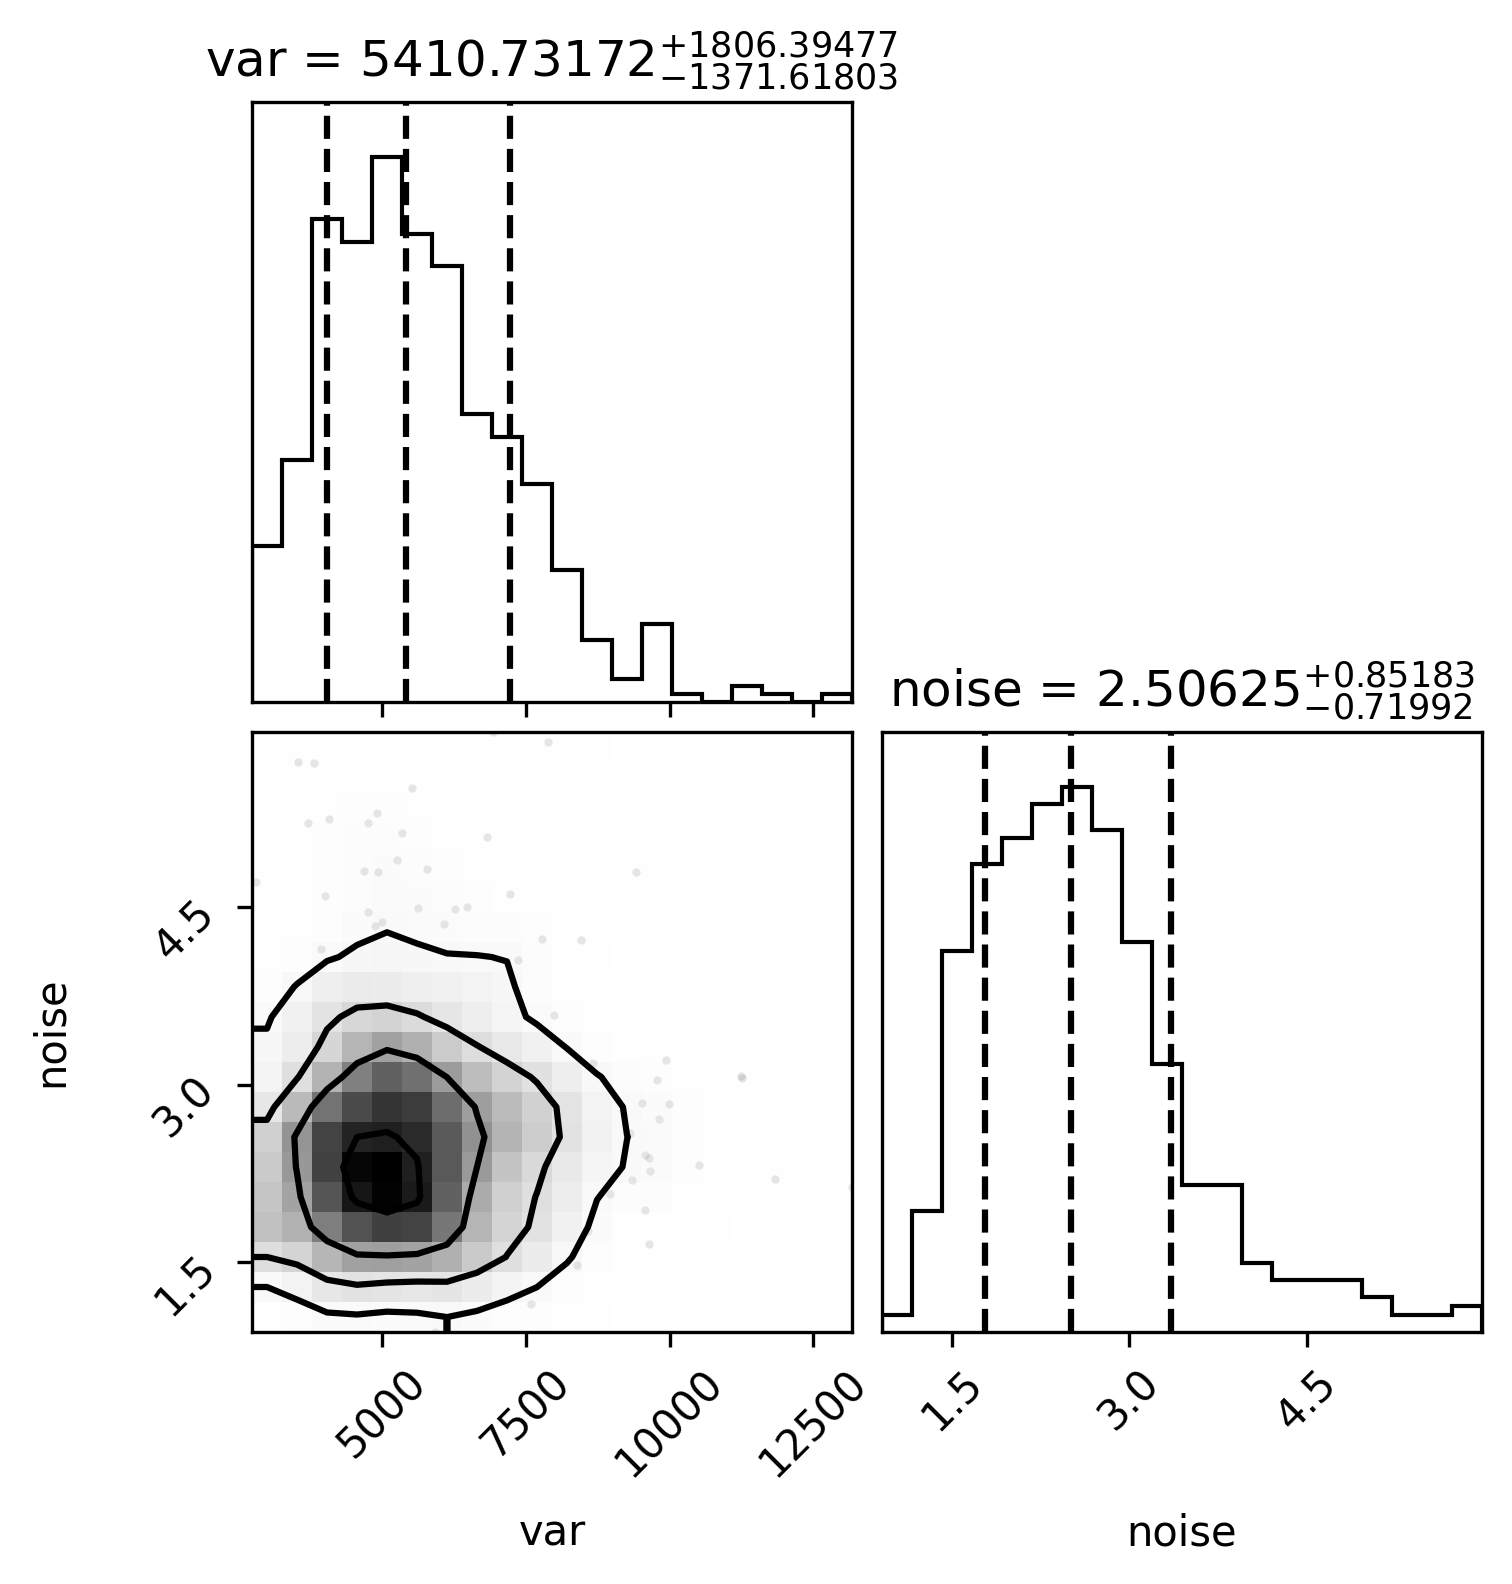 var = 5410.73172+1806.39477 −1371.61803
noise = 2.50625+0.85183 −0.71992
noise
4.5
3.0
1.5
5000 7500 10000 12500
var
1.5 3.0 4.5
noise